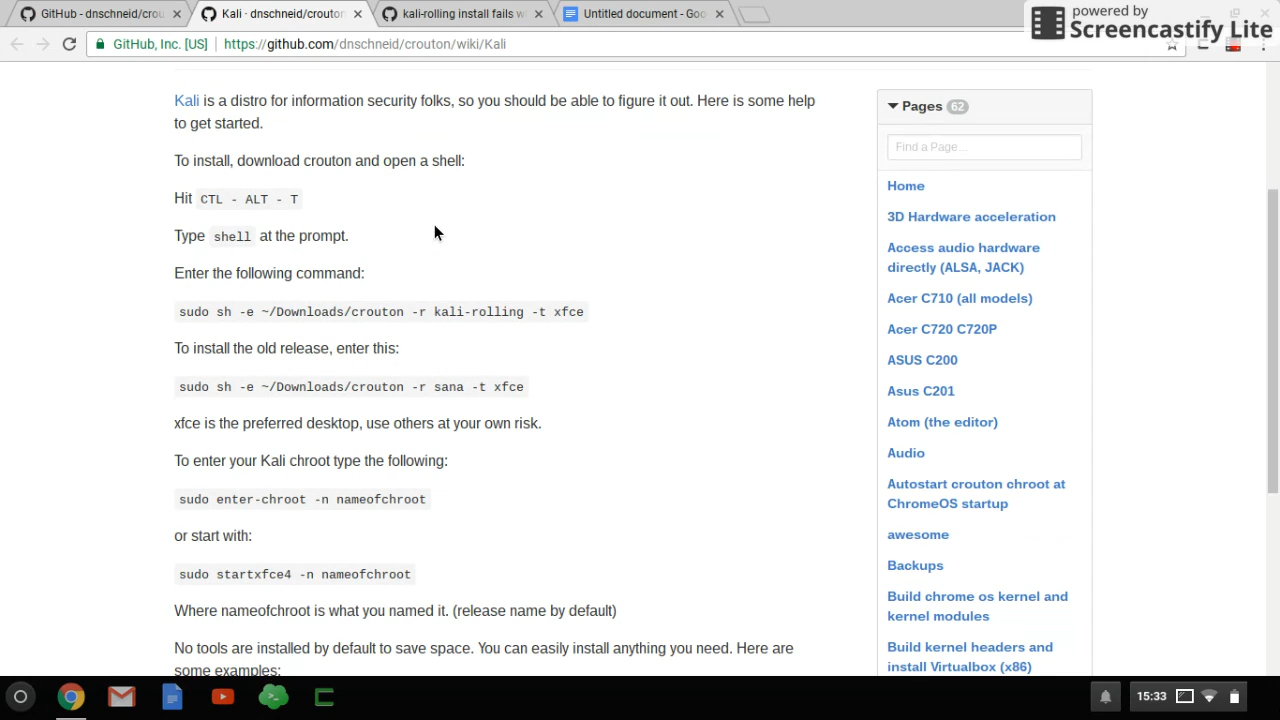 GitHub - dnschneid/crou
Kali · dnschneid/crouton
kali-rolling install fails w
Untitled document - Goo
powered by
Screencastify Lite
GitHub, Inc. [US]
https://github.com/dnschneid/crouton/wiki/Kali
Kali is a distro for information security folks, so you should be able to figure it out. Here is some help
to get started.
To install, download crouton and open a shell:
Hit CTL - ALT - T
Type shell at the prompt.
Enter the following command:
sudo sh -e ~/Downloads/crouton -r kali-rolling -t xfce
To install the old release, enter this:
sudo sh -e ~/Downloads/crouton -r sana -t xfce
xfce is the preferred desktop, use others at your own risk.
To enter your Kali chroot type the following:
sudo enter-chroot -n nameofchroot
or start with:
sudo startxfce4 -n nameofchroot
Where nameofchroot is what you named it. (release name by default)
No tools are installed by default to save space. You can easily install anything you need. Here are
some examples:
Pages 62
Find a Page…
Home
3D Hardware acceleration
Access audio hardware
directly (ALSA, JACK)
Acer C710 (all models)
Acer C720 C720P
ASUS C200
Asus C201
Atom (the editor)
Audio
Autostart crouton chroot at
ChromeOS startup
awesome
Backups
Build chrome os kernel and
kernel modules
Build kernel headers and
install Virtualbox (x86)
15:33